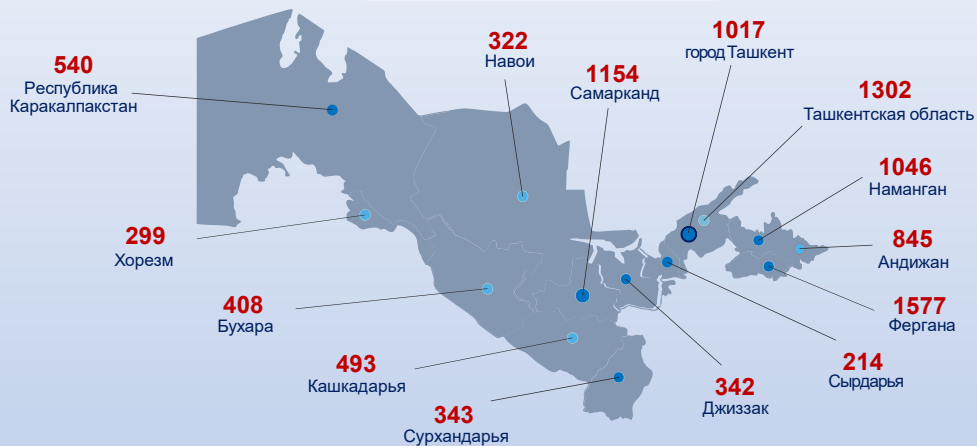 1017
город Ташкент
322
Навои
540
Республика
Каракалпакстан
1154
Самарканд
1302
Ташкентская область
1046
Наманган
299
Хорезм
845
Андижан
408
Бухара
1577
Фергана
493
Кашкадарья
214
Сырдарья
342
Джиззак
343
Сурхандарья